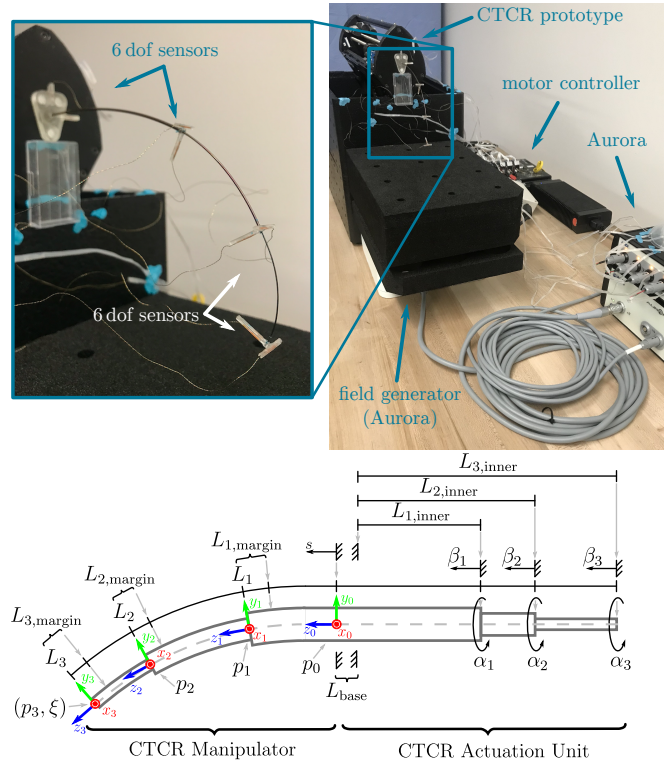 6 dof sensors
6 dof sensors
CTCR prototype
motor controller
Aurora
field generator
(Aurora)
L3,inner
L2,inner
L1,inner
s
β1
β2
β3
L1,margin
L1
L2,margin
L2
L3,margin
L3
y0
z0
x0
y1
z1
x1
y2
x2
z2
y3
x3
z3
p0
p1
p2
(p3, ξ)
α1
α2
α3
Lbase
CTCR Manipulator
CTCR Actuation Unit